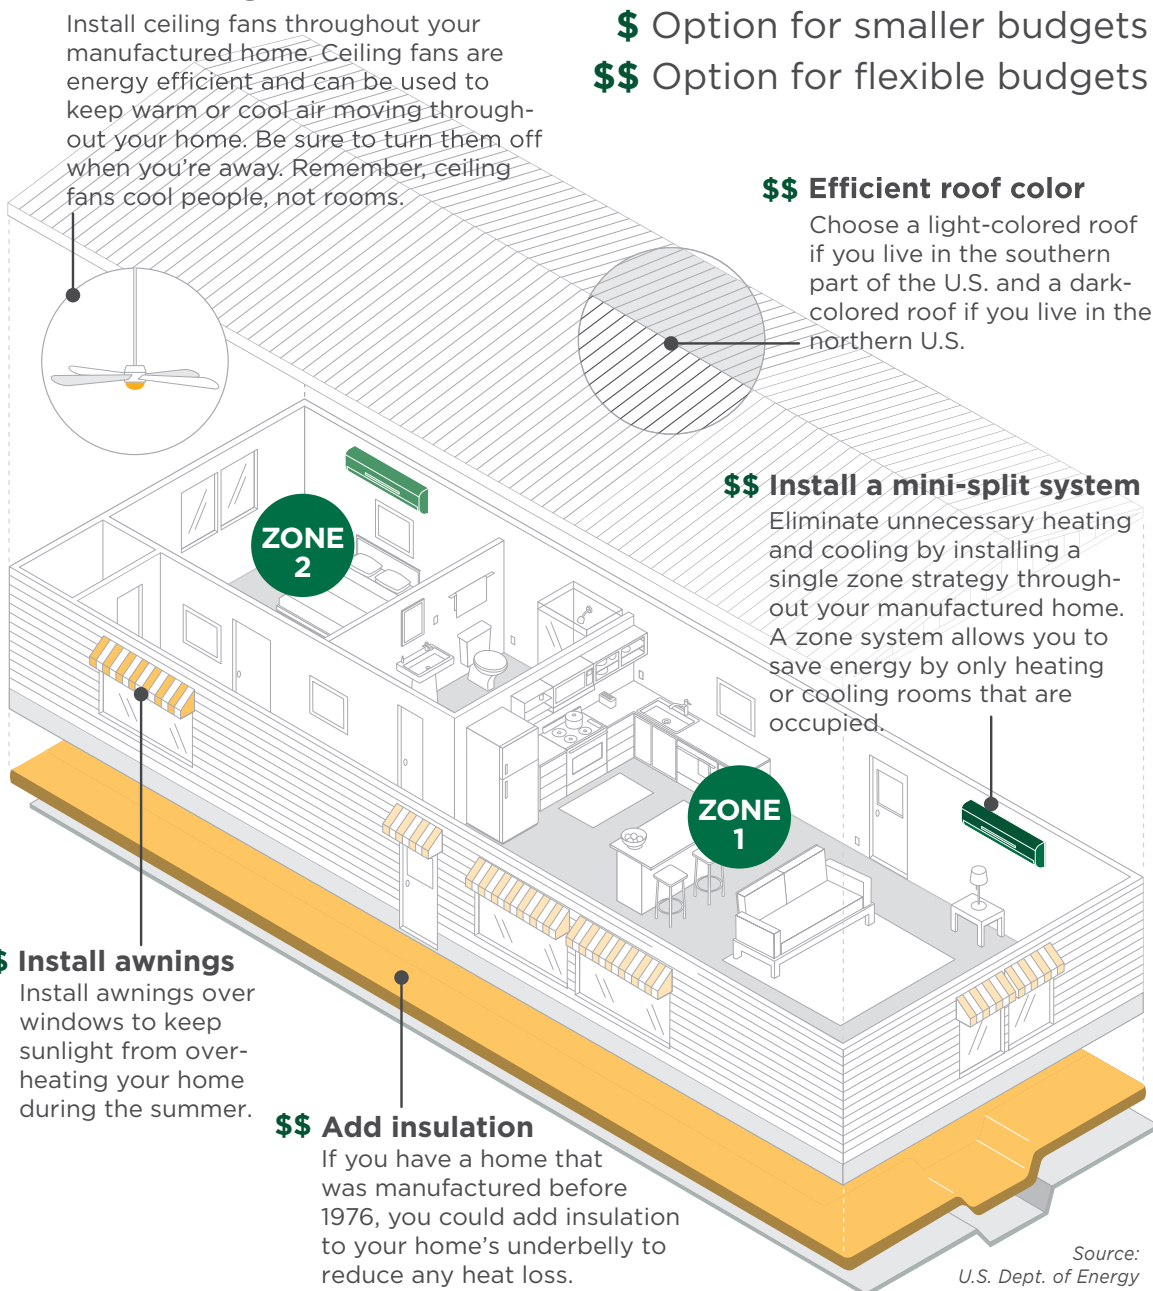 Install ceiling fans throughout your
manufactured home. Ceiling fans are
energy efficient and can be used to
keep warm or cool air moving through-
out your home. Be sure to turn them off
when you're away. Remember, ceiling
fans cool people, not rooms.
$ Option for smaller budgets
$$ Option for flexible budgets
$$ Efficient roof color
Choose a light-colored roof
if you live in the southern
part of the U.S. and a dark-
colored roof if you live in the
northern U.S.
$$ Install a mini-split system
Eliminate unnecessary heating
and cooling by installing a
single zone strategy through-
out your manufactured home.
A zone system allows you to
save energy by only heating
or cooling rooms that are
occupied.
ZONE
2
ZONE
1
$ Install awnings
Install awnings over
windows to keep
sunlight from over-
heating your home
during the summer.
$$ Add insulation
If you have a home that
was manufactured before
1976, you could add insulation
to your home's underbelly to
reduce any heat loss.
Source:
U.S. Dept. of Energy